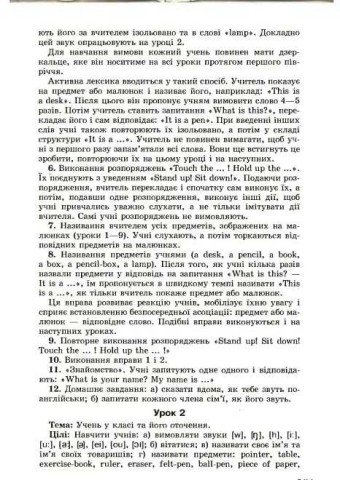 ють його за вчителем ізольовано та в слові «lamp». Докладно
цей звук опрацьовують на уроці 2.
Для навчання вимови кожний учень повинен мати дзер-
кальце, яке він носитиме на всі уроки протягом першого пів-
річчя.
Активна лексика вводиться у такий спосіб. Учитель показує
на предмет або малюнок і називає його, наприклад: «This is
a desk». Після цього він пропонує учням вимовити слово 4—5
разів. Потім учитель ставить запитання «What is this?», пере-
кладає його і сам відповідає: «It is a pen». При введенні інших
слів учні також повторюють їх ізольовано, а потім у складі
структури «It is a ...». Учитель не повинен вимагати, щоб уч-
ні з першого разу запам'ятали всі слова. Вони ще встигнуть це
зробити, повторюючи їх на цьому уроці і на наступних.
6. Виконання розпоряджень «Touch the ... ! Hold up the ...».
Їх поєднують з уведенням «Stand up! Sit down!». Подаючи роз-
порядження, вчитель перекладає і спочатку сам виконує їх, а
потім, подавши одне розпорядження, виконує інші дії, щоб
учні привчались уважно слухати, а не тільки імітувати дії
вчителя. Самі учні розпоряджень не вимовляють.
7. Називання вчителем усіх предметів, зображених на ма-
люнках (уроки 1—9). Учні слухають, а потім торкаються від-
повідних предметів на малюнках.
8. Називання предметів учнями (a desk, a pencil, a book,
a box, a pencil-box, a lamp). Після того, як учні кілька разів
назвали предмети у відповідь на запитання «What is this? —
It is a ...», їм пропонується в швидкому темпі називати «This
is a ...», як тільки вчитель покаже предмет або малюнок.
Ця вправа розвиває реакцію учнів, мобілізує їхню увагу і
сприяє встановленню безпосередньої асоціації: предмет або ма-
люнок — відповідне слово. Подібні вправи виконуються і на
наступних уроках.
9. Повторне виконання розпоряджень «Stand up! Sit down!
Touch the ... ! Hold up the ... !»
10. Виконання вправи 1 і 2.
11. «Знайомство». Учні запитують одне одного і відповіда-
ють: «What is your name? My name is ...»
12. Домашнє завдання: а) сказати вдома, як тебе звуть по-
англійськи; б) запитати кожного члена сім'ї, як його звуть.
Урок 2
Тема: Учень у класі та його оточення.
Цілі: Навчити учнів: а) вимовляти звуки [w], [ŋ], [h], [i:],
[u:], [ə:], [ei], [ou], [ɔi]; б) вітатися; в) називати своє ім'я та
ім'я своїх товаришів; г) називати предмети: pointer, table,
exercise-book, ruler, eraser, felt-pen, ball-pen, piece of paper,